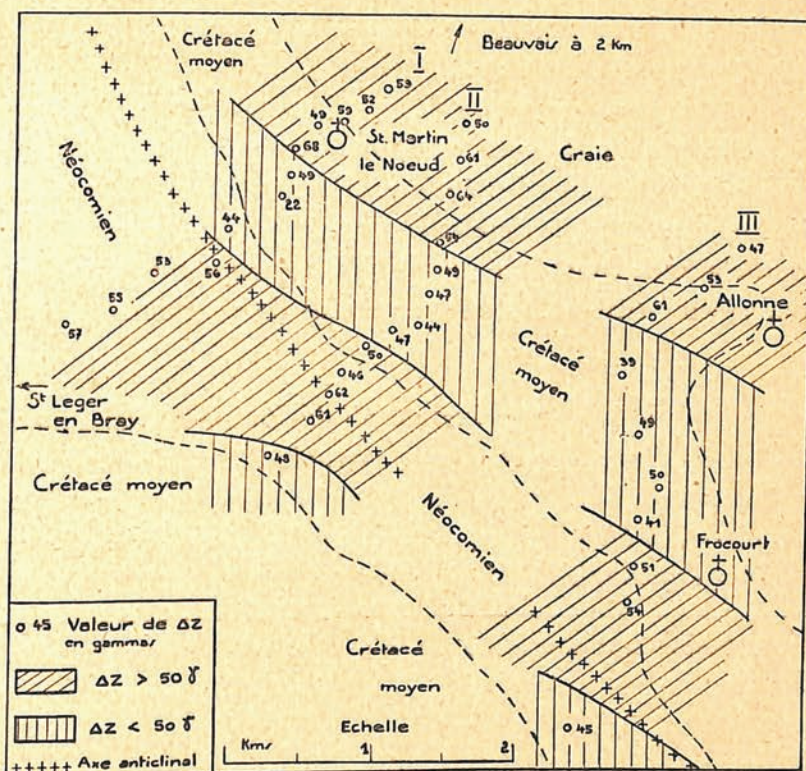 Crétacé
moyen
Beauvais à 2 Km
I
53
52
II
49
59
50
St. Martin
le Noeud
Craie
Néocomien
68
61
49
64
22
III
44
54
47
49
53
56
53
47
61
Allonne
55
44
57
47
50
Crétacé
moyen
39
46
St Leger
en Bray
62
61
49
48
50
Crétacé moyen
Néocomien
41
Frocourt
51
54
45 Valeur de ΔZ
en gammas
ΔZ > 50 γ
Crétacé
moyen
ΔZ < 50 γ
Echelle
45
Kms
1
2
+++++ Axe anticlinal